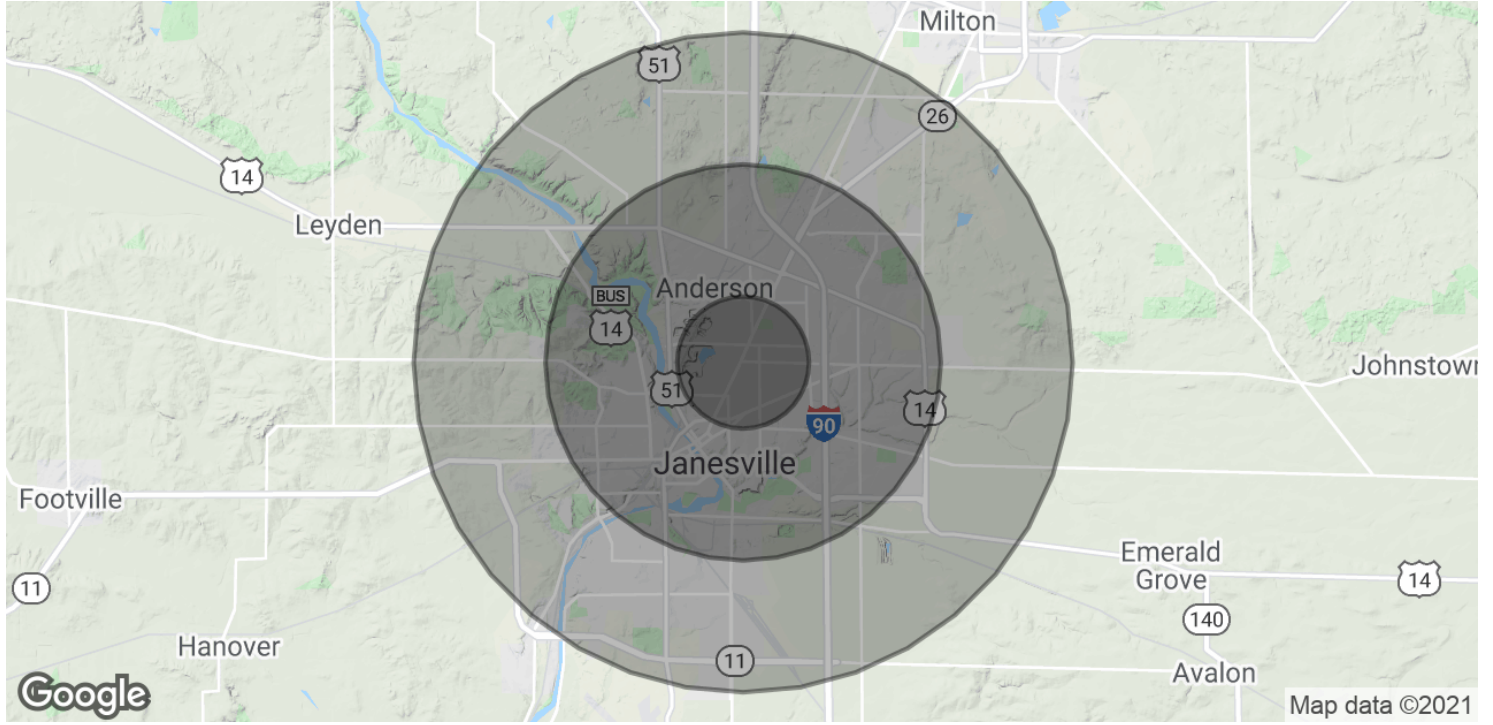 Milton
51
26
14
Leyden
Anderson
BUS
14
Johnstown
51
14
90
Janesville
Footville
Emerald
Grove
11
14
140
Hanover
11
Avalon
Google
Map data ©2021